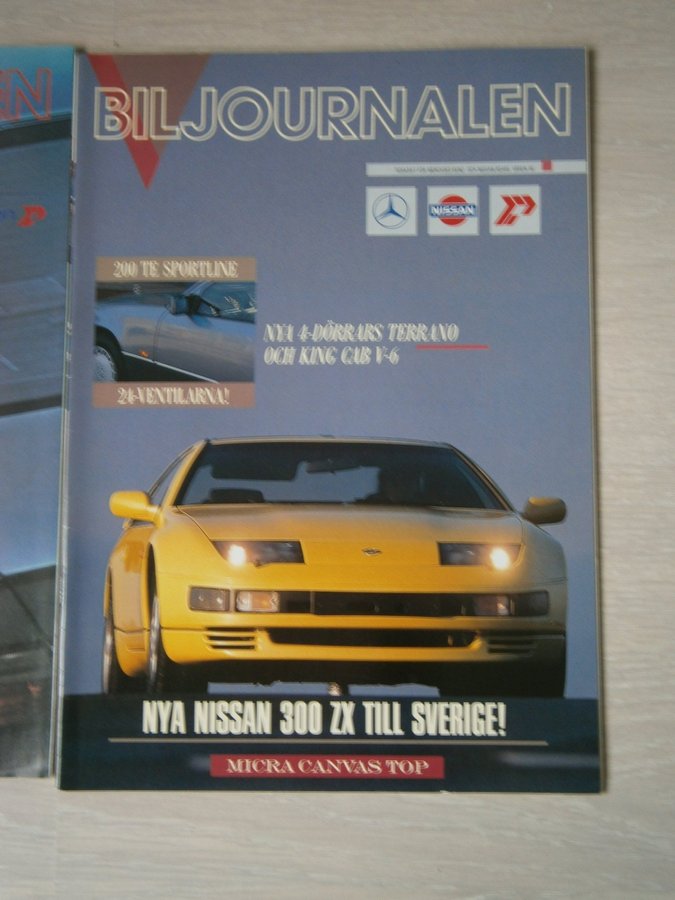 EN
BILJOURNALEN
NISSAN
200 TE SPORTLINE
24-VENTILARNA!
NYA 4-DÖRRARS TERRANO
OCH KING CAB V-6
NYA NISSAN 300 ZX TILL SVERIGE!
MICRA CANVAS TOP